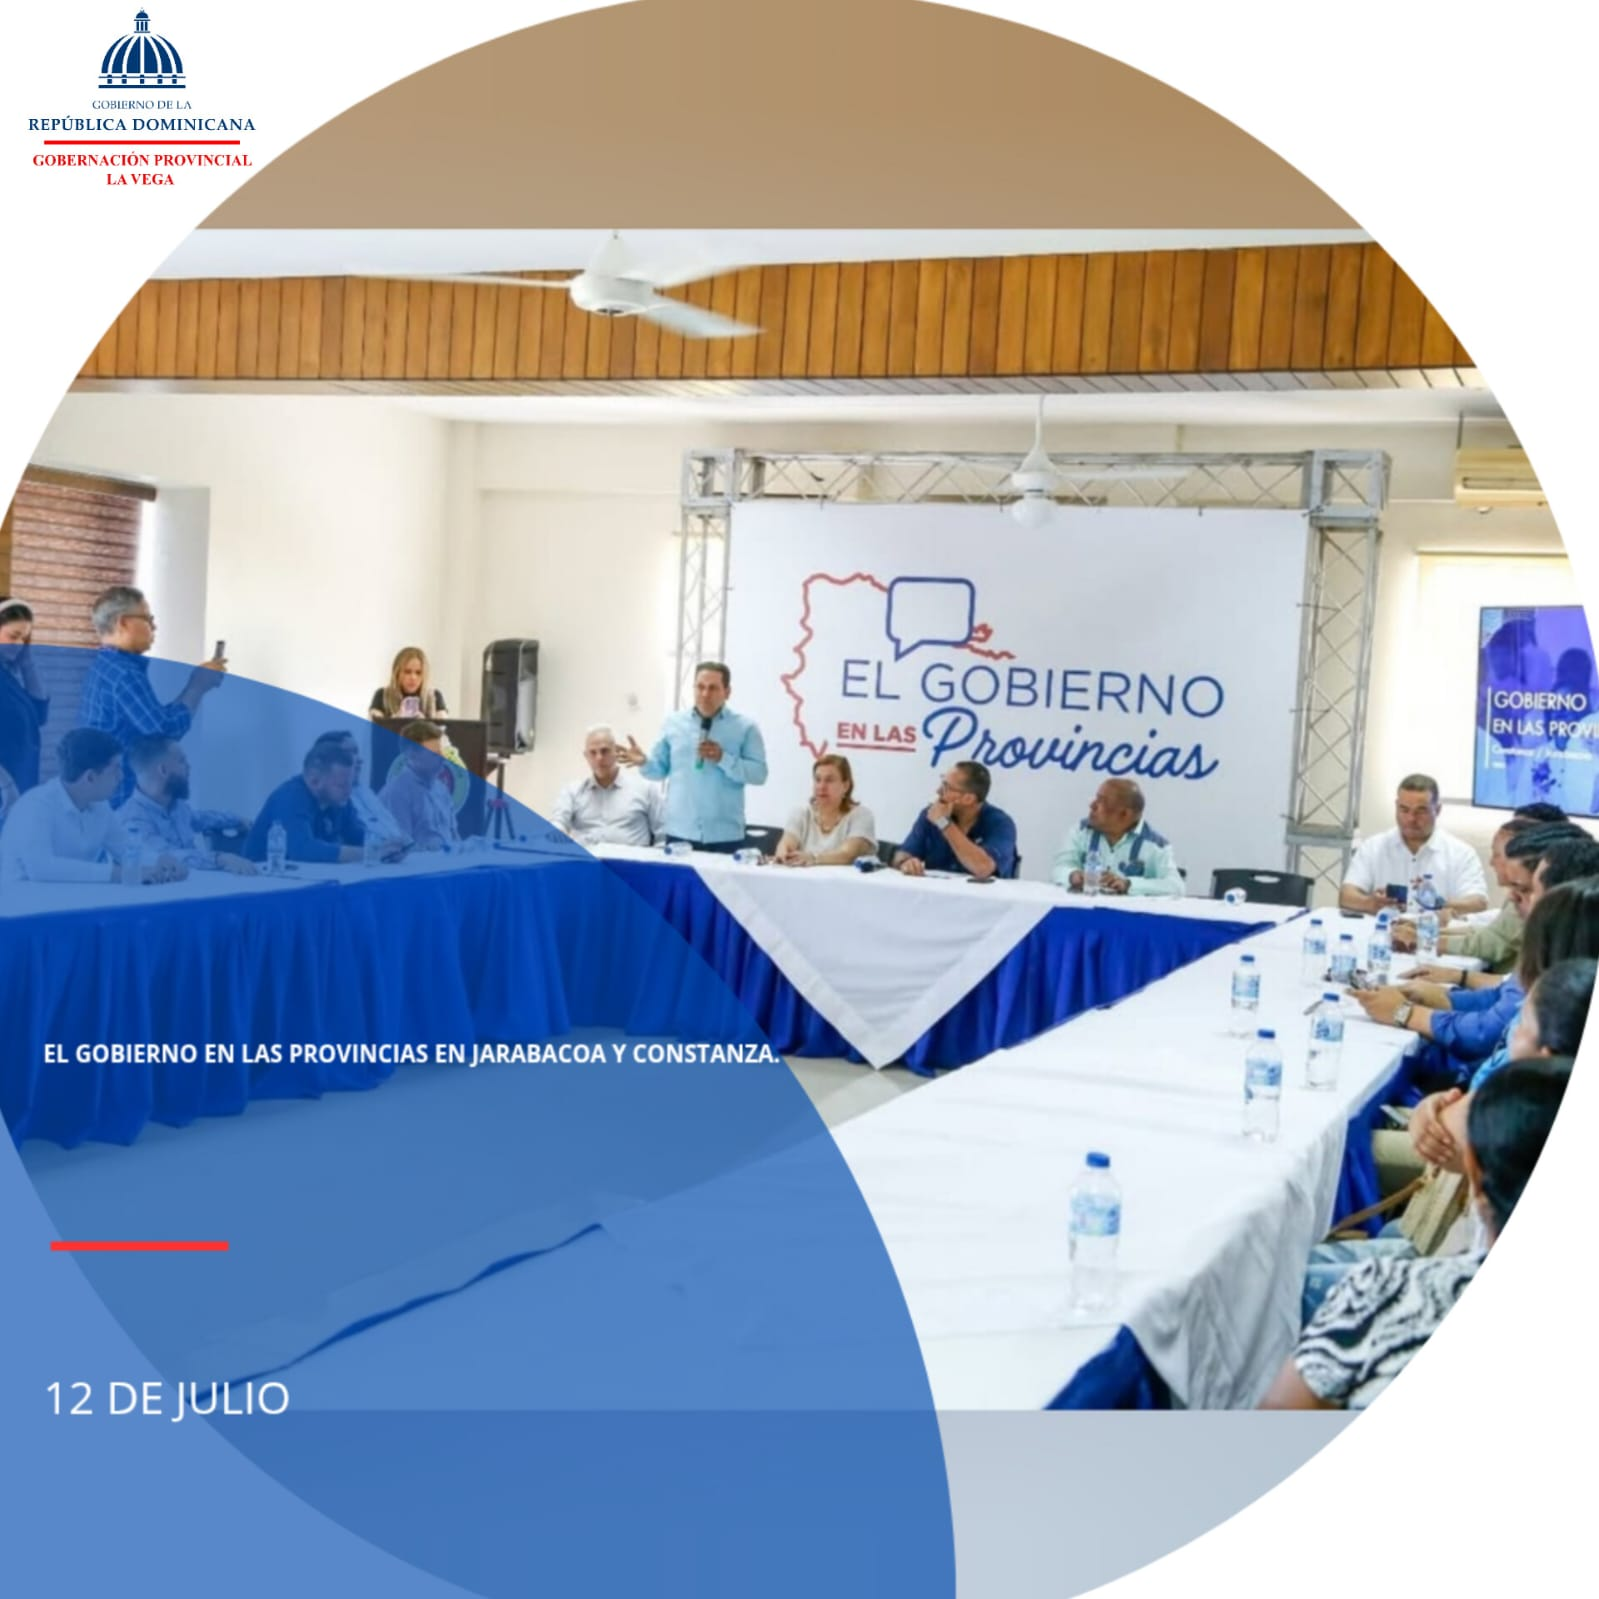 GOBIERNO DE LA
REPÚBLICA DOMINICANA
GOBERNACIÓN PROVINCIAL
LA VEGA
EL GOBIERNO
EN LAS Provincias
GOBIERNO
EN LAS PROVI
EL GOBIERNO EN LAS PROVINCIAS EN JARABACOA Y CONSTANZA.
12 DE JULIO